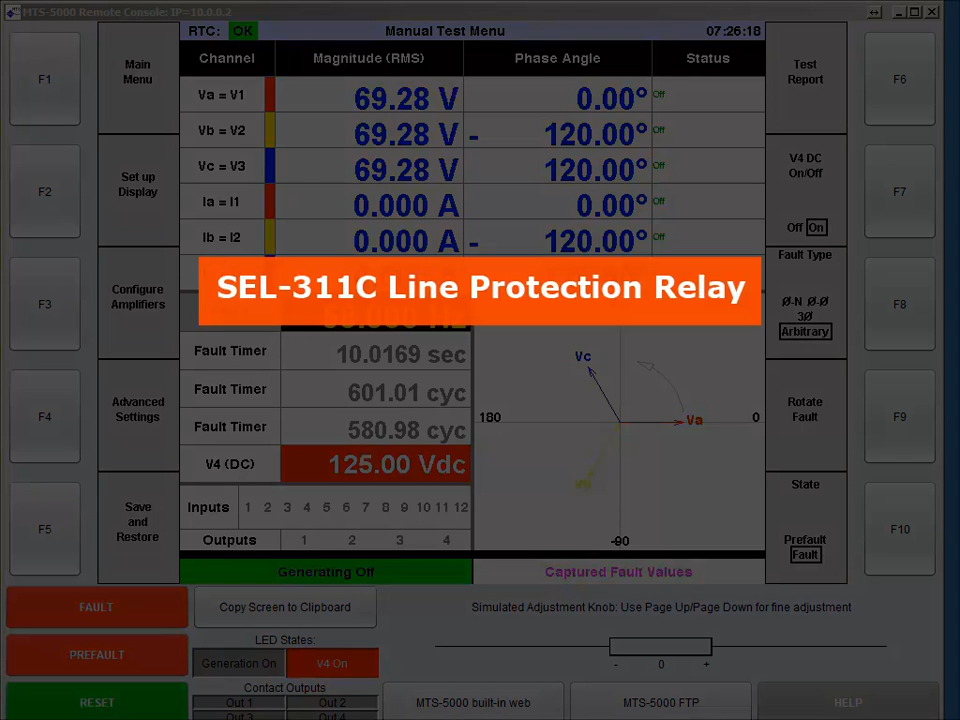 MTS-5000 Remote Console: IP=10.0.0.2
RTC: OK Manual Test Menu 07:26:18
Channel Magnitude (RMS) Phase Angle Status
Va = V1 69.28 V 0.00° Off
Vb = V2 69.28 V - 120.00° Off
Vc = V3 69.28 V 120.00° Off
Ia = I1 0.000 A 0.00° Off
Ib = I2 0.000 A - 120.00° Off
SEL-311C Line Protection Relay
Fault Timer 10.0169 sec
Fault Timer 601.01 cyc
Fault Timer 580.98 cyc
V4 (DC) 125.00 Vdc
Inputs 1 2 3 4 5 6 7 8 9 10 11 12
Outputs 1 2 3 4
Generating Off Captured Fault Values
Vc
180 Va 0
-90
F1 Main
Menu
F2 Set up
Display
F3 Configure
Amplifiers
F4 Advanced
Settings
F5 Save
and
Restore
Test
Report F6
V4 DC
On/Off F7
Off On
Fault Type
Ø-N Ø-Ø F8
3Ø
Arbitrary
Rotate
Fault F9
State
F10
Prefault
Fault
FAULT Copy Screen to Clipboard Simulated Adjustment Knob: Use Page Up/Page Down for fine adjustment
LED States:
PREFAULT Generation On V4 On - 0 +
Contact Outputs
RESET Out 1 Out 2 MTS-5000 built-in web MTS-5000 FTP HELP
Out 3 Out 4